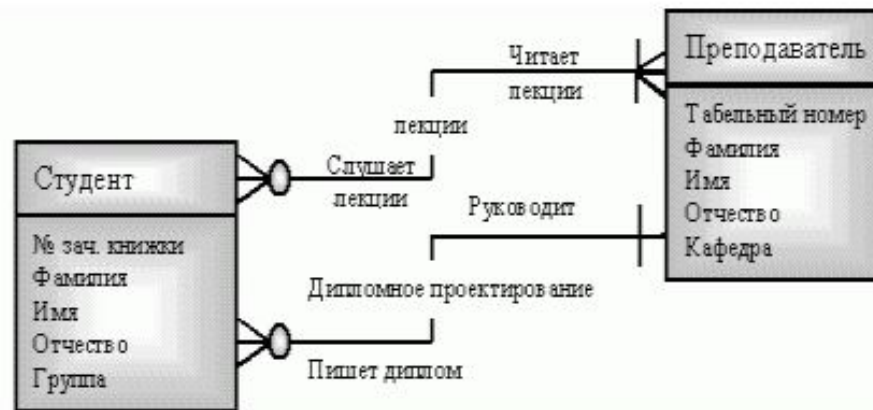 Читает
лекции
Преподаватель
Табельный номер
Фамилия
Имя
Отчество
Кафедра
лекции
Слушает
лекции
Студент
№ зач. книжки
Фамилия
Имя
Отчество
Группа
Руководит
Дипломное проектирование
Пишет диплом